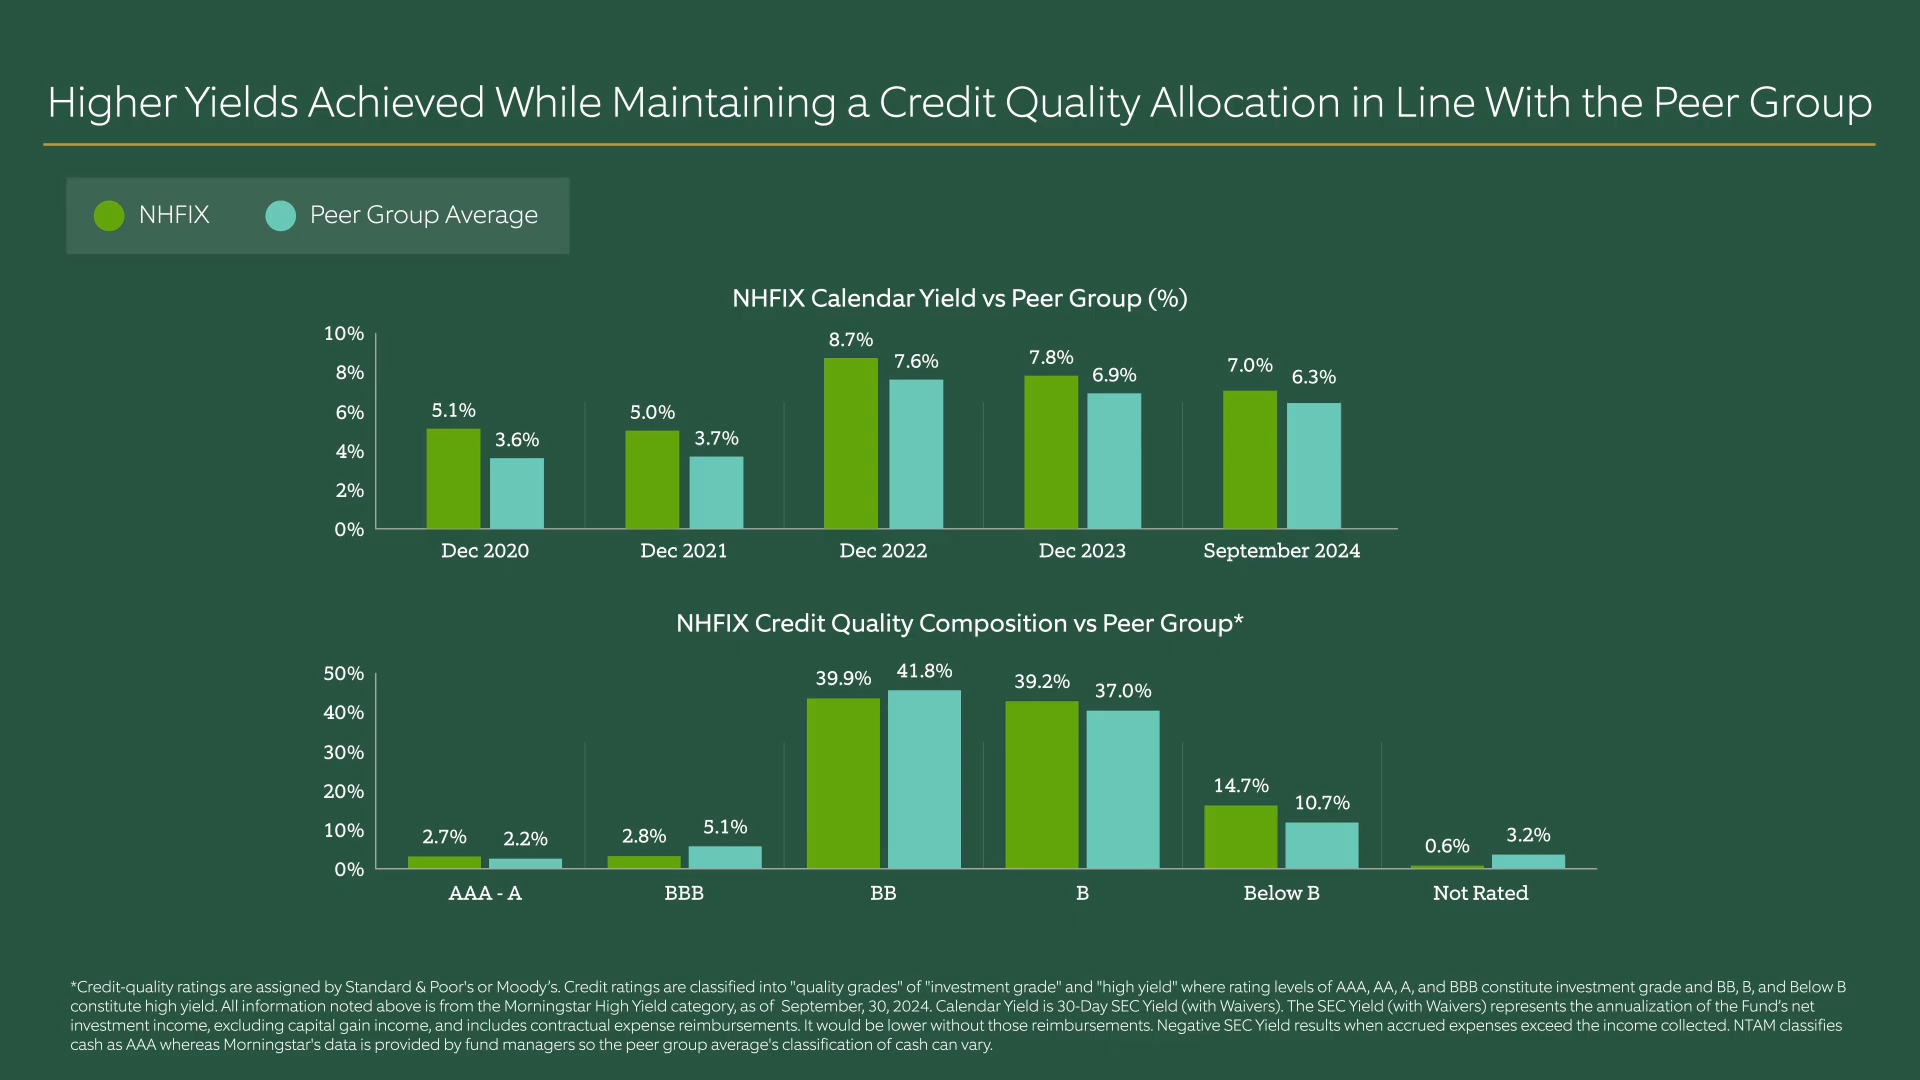 Higher Yields Achieved While Maintaining a Credit Quality Allocation in Line With the Peer Group
NHFIX
Peer Group Average
NHFIX Calendar Yield vs Peer Group (%)
10%
8%
6%
4%
2%
0%
5.1%
3.6%
5.0%
3.7%
8.7%
7.6%
7.8%
6.9%
7.0%
6.3%
Dec 2020
Dec 2021
Dec 2022
Dec 2023
September 2024
NHFIX Credit Quality Composition vs Peer Group*
50%
40%
30%
20%
10%
0%
2.7%
2.2%
2.8%
5.1%
39.9%
41.8%
39.2%
37.0%
14.7%
10.7%
0.6%
3.2%
AAA - A
BBB
BB
B
Below B
Not Rated
*Credit-quality ratings are assigned by Standard & Poor's or Moody's. Credit ratings are classified into "quality grades" of "investment grade" and "high yield" where rating levels of AAA, AA, A, and BBB constitute investment grade and BB, B, and Below B
constitute high yield. All information noted above is from the Morningstar High Yield category, as of September, 30, 2024. Calendar Yield is 30-Day SEC Yield (with Waivers). The SEC Yield (with Waivers) represents the annualization of the Fund's net
investment income, excluding capital gain income, and includes contractual expense reimbursements. It would be lower without those reimbursements. Negative SEC Yield results when accrued expenses exceed the income collected. NTAM classifies
cash as AAA whereas Morningstar's data is provided by fund managers so the peer group average's classification of cash can vary.